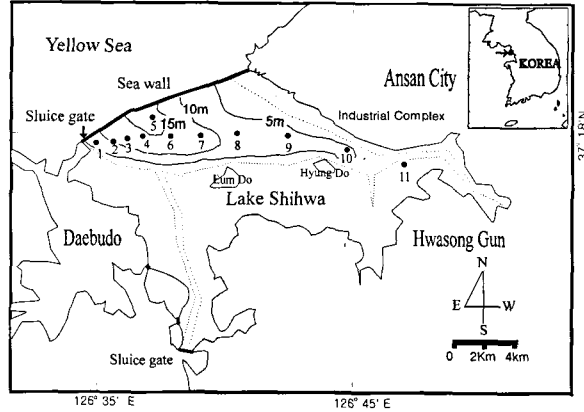 Yellow Sea
KOREA
Sea wall
Ansan City
10m
Sluice gate
5
15m
5m
Industrial Complex
1
2
3
4
6
7
8
9
10
11
Eum Do
Hyung Do
Lake Shihwa
Daebudo
Hwasong Gun
N
E
W
S
Sluice gate
0
2Km
4km
37° 18' N
126° 35' E
126° 45' E